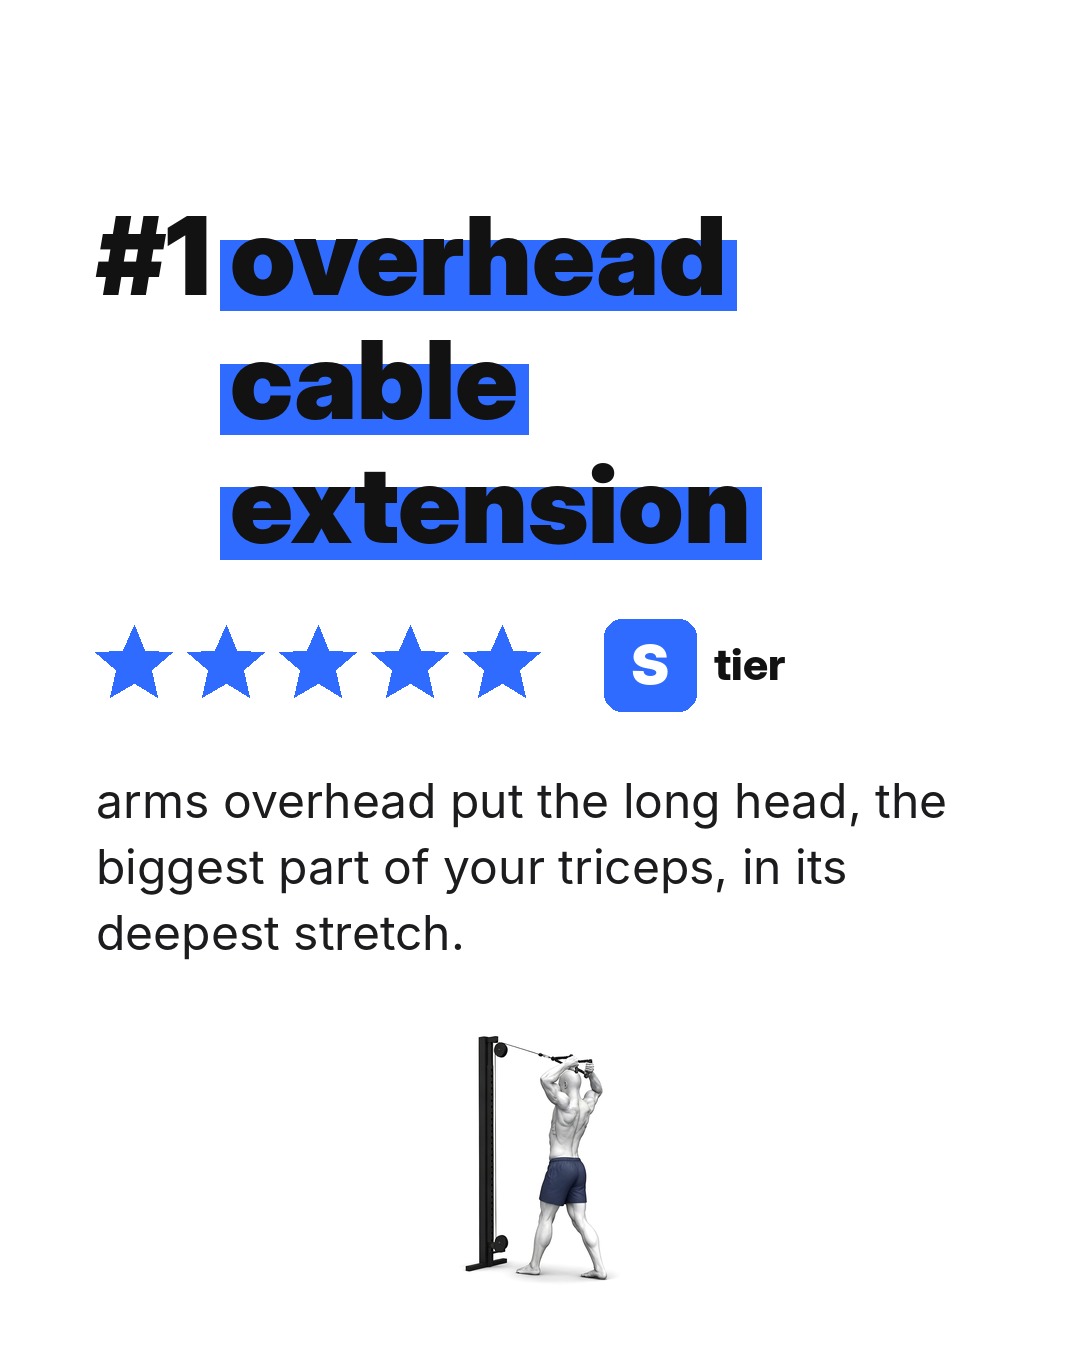 #1 overhead
cable
extension
S tier
arms overhead put the long head, the
biggest part of your triceps, in its
deepest stretch.